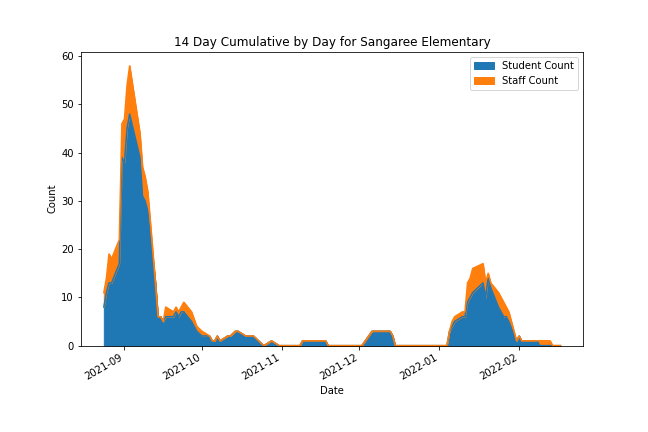 14 Day Cumulative by Day for Sangaree Elementary
Student Count
Staff Count
Count
60
50
40
30
20
10
0
2021-09
2021-10
2021-11
2021-12
2022-01
2022-02
Date